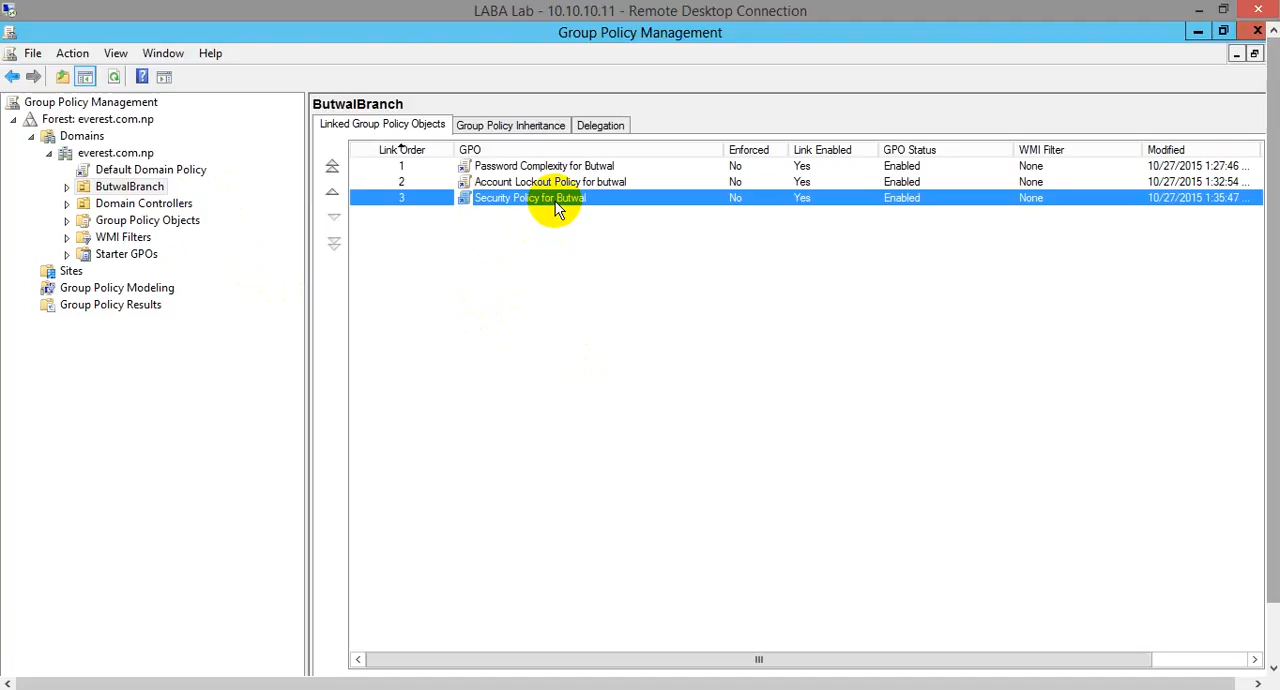 LABA Lab - 10.10.10.11 - Remote Desktop Connection
Group Policy Management
File Action View Window Help
Group Policy Management
Forest: everest.com.np
Domains
everest.com.np
Default Domain Policy
ButwalBranch
Domain Controllers
Group Policy Objects
WMI Filters
Starter GPOs
Sites
Group Policy Modeling
Group Policy Results
ButwalBranch
Linked Group Policy Objects Group Policy Inheritance Delegation
Link Order GPO Enforced Link Enabled GPO Status WMI Filter Modified
1 Password Complexity for Butwal No Yes Enabled None 10/27/2015 1:27:46 ...
2 Account Lockout Policy for butwal No Yes Enabled None 10/27/2015 1:32:54 ...
3 Security Policy for Butwal No Yes Enabled None 10/27/2015 1:35:47 ...